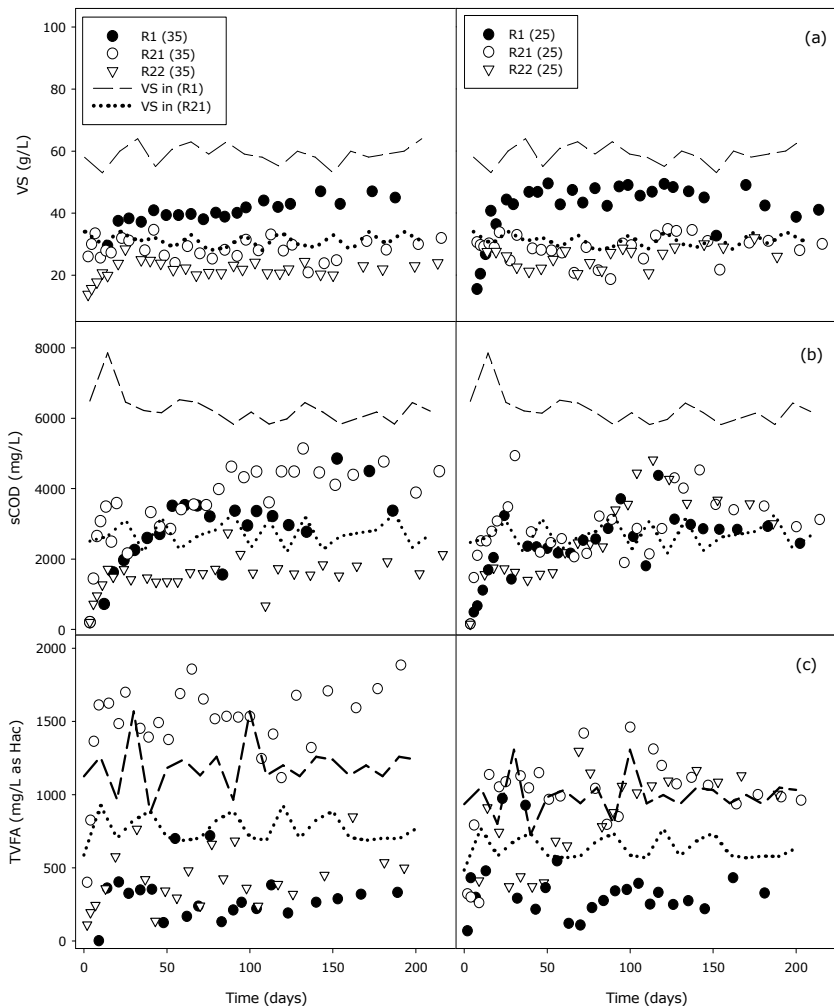 R1 (35)
R21 (35)
R22 (35)
VS in (R1)
VS in (R21)
R1 (25)
R21 (25)
R22 (25)
(a)
100
80
60
40
20
VS (g/L)
(b)
8000
6000
4000
2000
0
sCOD (mg/L)
(c)
2000
1500
1000
500
0
TVFA (mg/L as Hac)
0
50
100
150
200
0
50
100
150
200
Time (days)
Time (days)